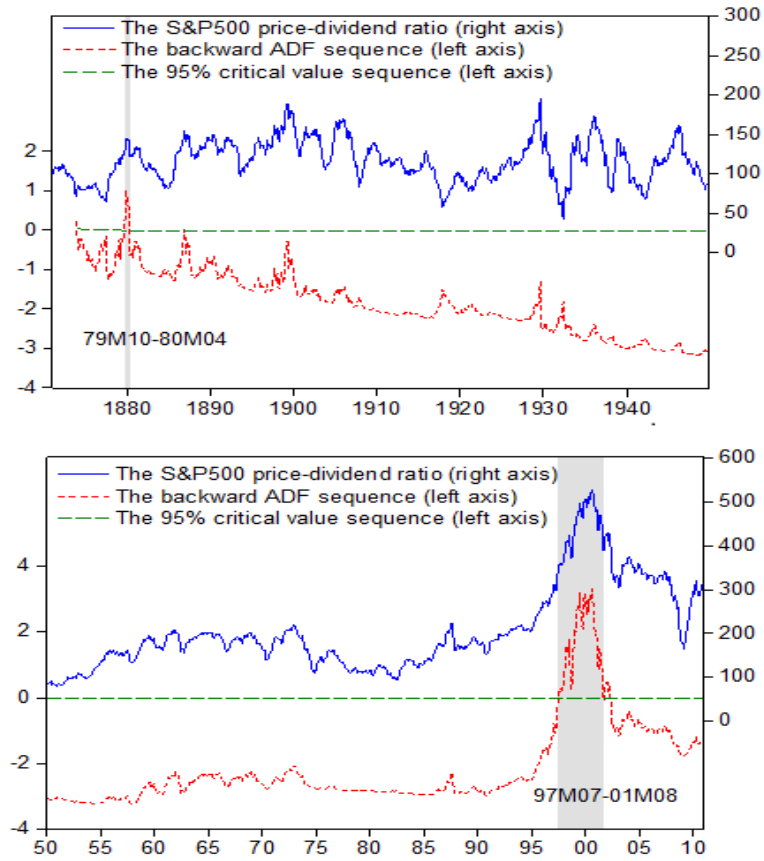 300
The S&P500 price-dividend ratio (right axis)
The backward ADF sequence (left axis)
250
The 95% critical value sequence (left axis)
200
2
150
1
100
0
50
-1
0
-2
79M10-80M04
-3
-4
1880 1890 1900 1910 1920 1930 1940
600
The S&P500 price-dividend ratio (right axis)
The backward ADF sequence (left axis)
500
The 95% critical value sequence (left axis)
4
400
300
2
200
100
0
0
-2
97M07-01M08
-4
50 55 60 65 70 75 80 85 90 95 00 05 10